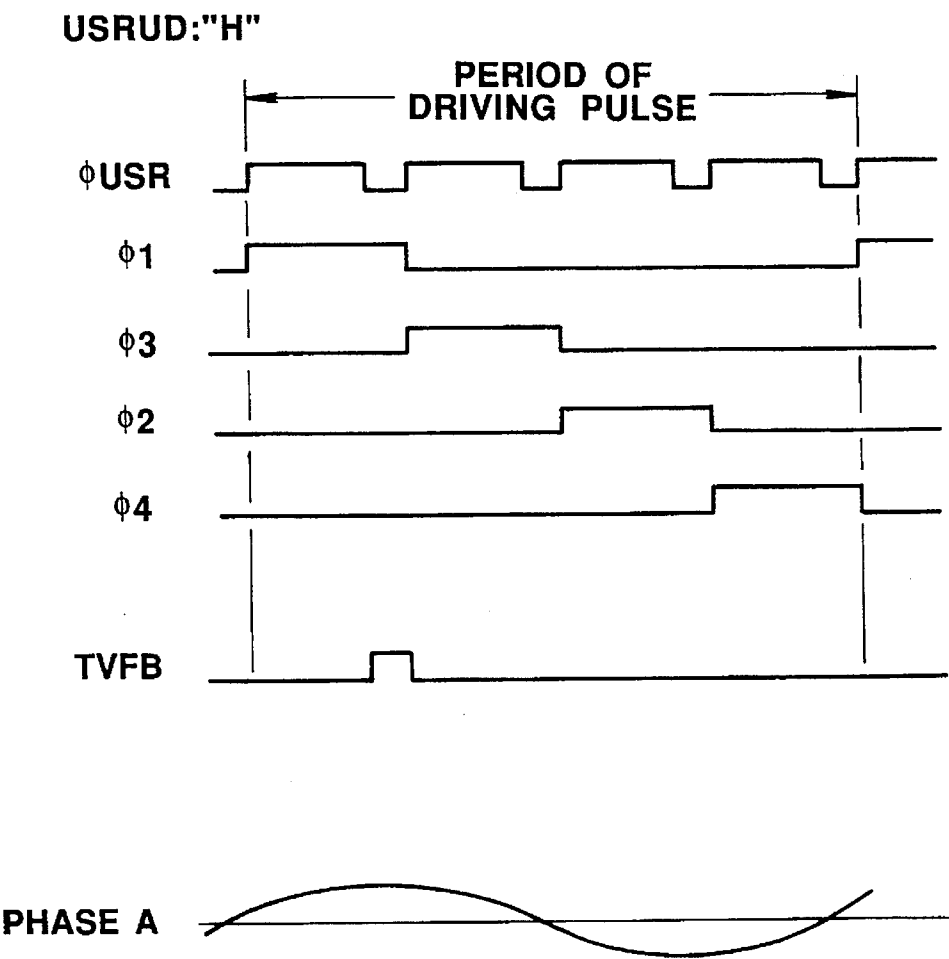 USRUD:"H"
PERIOD OF
DRIVING PULSE
ϕUSR
ϕ1
ϕ3
ϕ2
ϕ4
TVFB
PHASE A